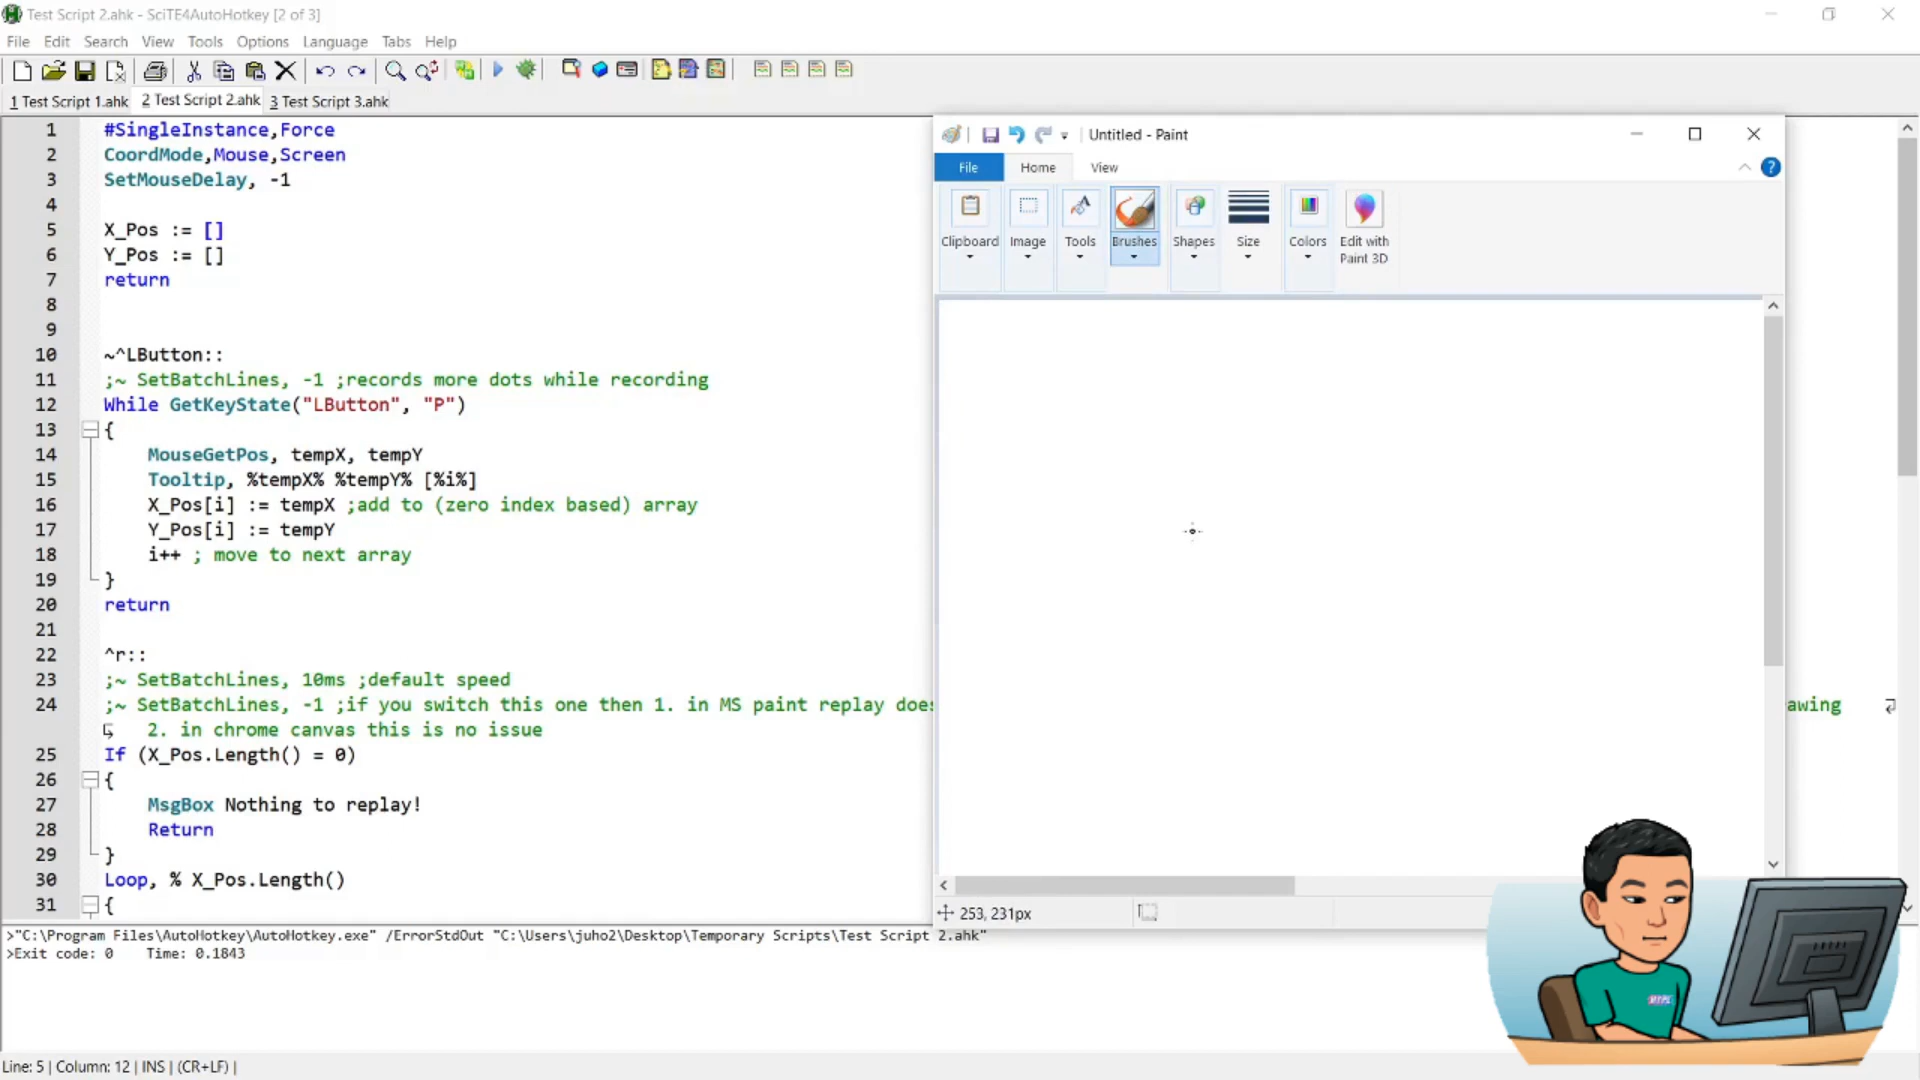 Test Script 2.ahk - SciTE4AutoHotkey [2 of 3]
File Edit Search View Tools Options Language Tabs Help
1 Test Script 1.ahk 2 Test Script 2.ahk 3 Test Script 3.ahk
1 #SingleInstance,Force
2 CoordMode,Mouse,Screen
3 SetMouseDelay, -1
4
5 X_Pos := []
6 Y_Pos := []
7 return
8
9
10 ~^LButton::
11 ;~ SetBatchLines, -1 ;records more dots while recording
12 While GetKeyState("LButton", "P")
13 {
14 MouseGetPos, tempX, tempY
15 Tooltip, %tempX% %tempY% [%i%]
16 X_Pos[i] := tempX ;add to (zero index based) array
17 Y_Pos[i] := tempY
18 i++ ; move to next array
19 }
20 return
21
22 ^r::
23 ;~ SetBatchLines, 10ms ;default speed
24 ;~ SetBatchLines, -1 ;if you switch this one then 1. in MS paint replay does awing
2. in chrome canvas this is no issue
25 If (X_Pos.Length() = 0)
26 {
27 MsgBox Nothing to replay!
28 Return
29 }
30 Loop, % X_Pos.Length()
31 {
Untitled - Paint
File Home View
Clipboard Image Tools Brushes Shapes Size Colors Edit with
Paint 3D
253, 231px
>"C:\Program Files\AutoHotkey\AutoHotkey.exe" /ErrorStdOut "C:\Users\juho2\Desktop\Temporary Scripts\Test Script 2.ahk"
>Exit code: 0 Time: 0.1843
Line: 5 | Column: 12 | INS | (CR+LF) |